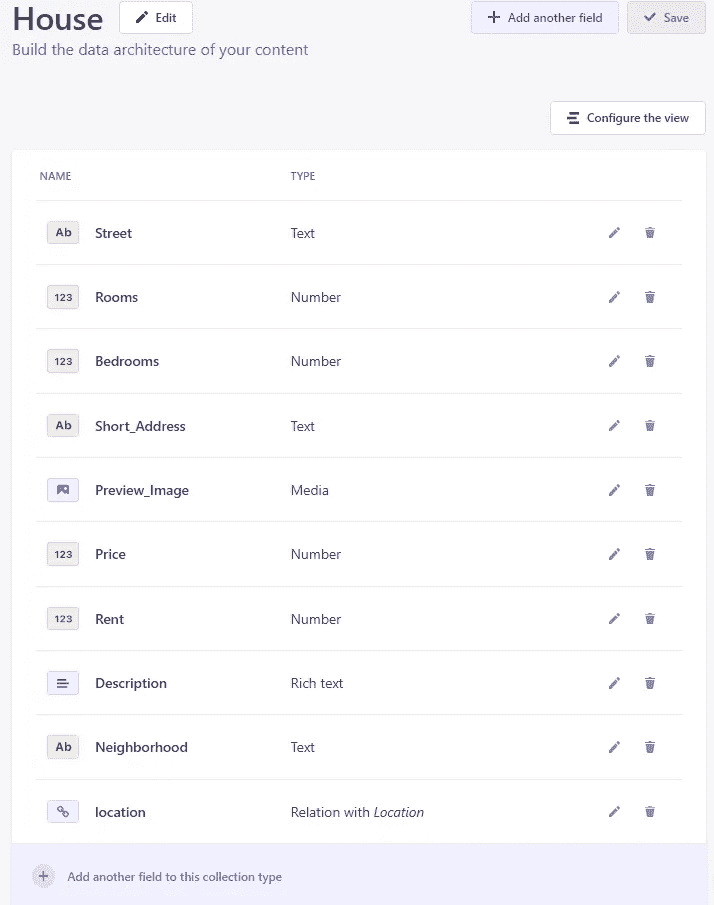 House
Edit
Add another field
Save
Build the data architecture of your content
Configure the view
NAME TYPE
Ab Street Text
123 Rooms Number
123 Bedrooms Number
Ab Short_Address Text
Preview_Image Media
123 Price Number
123 Rent Number
Description Rich text
Ab Neighborhood Text
location Relation with Location
Add another field to this collection type